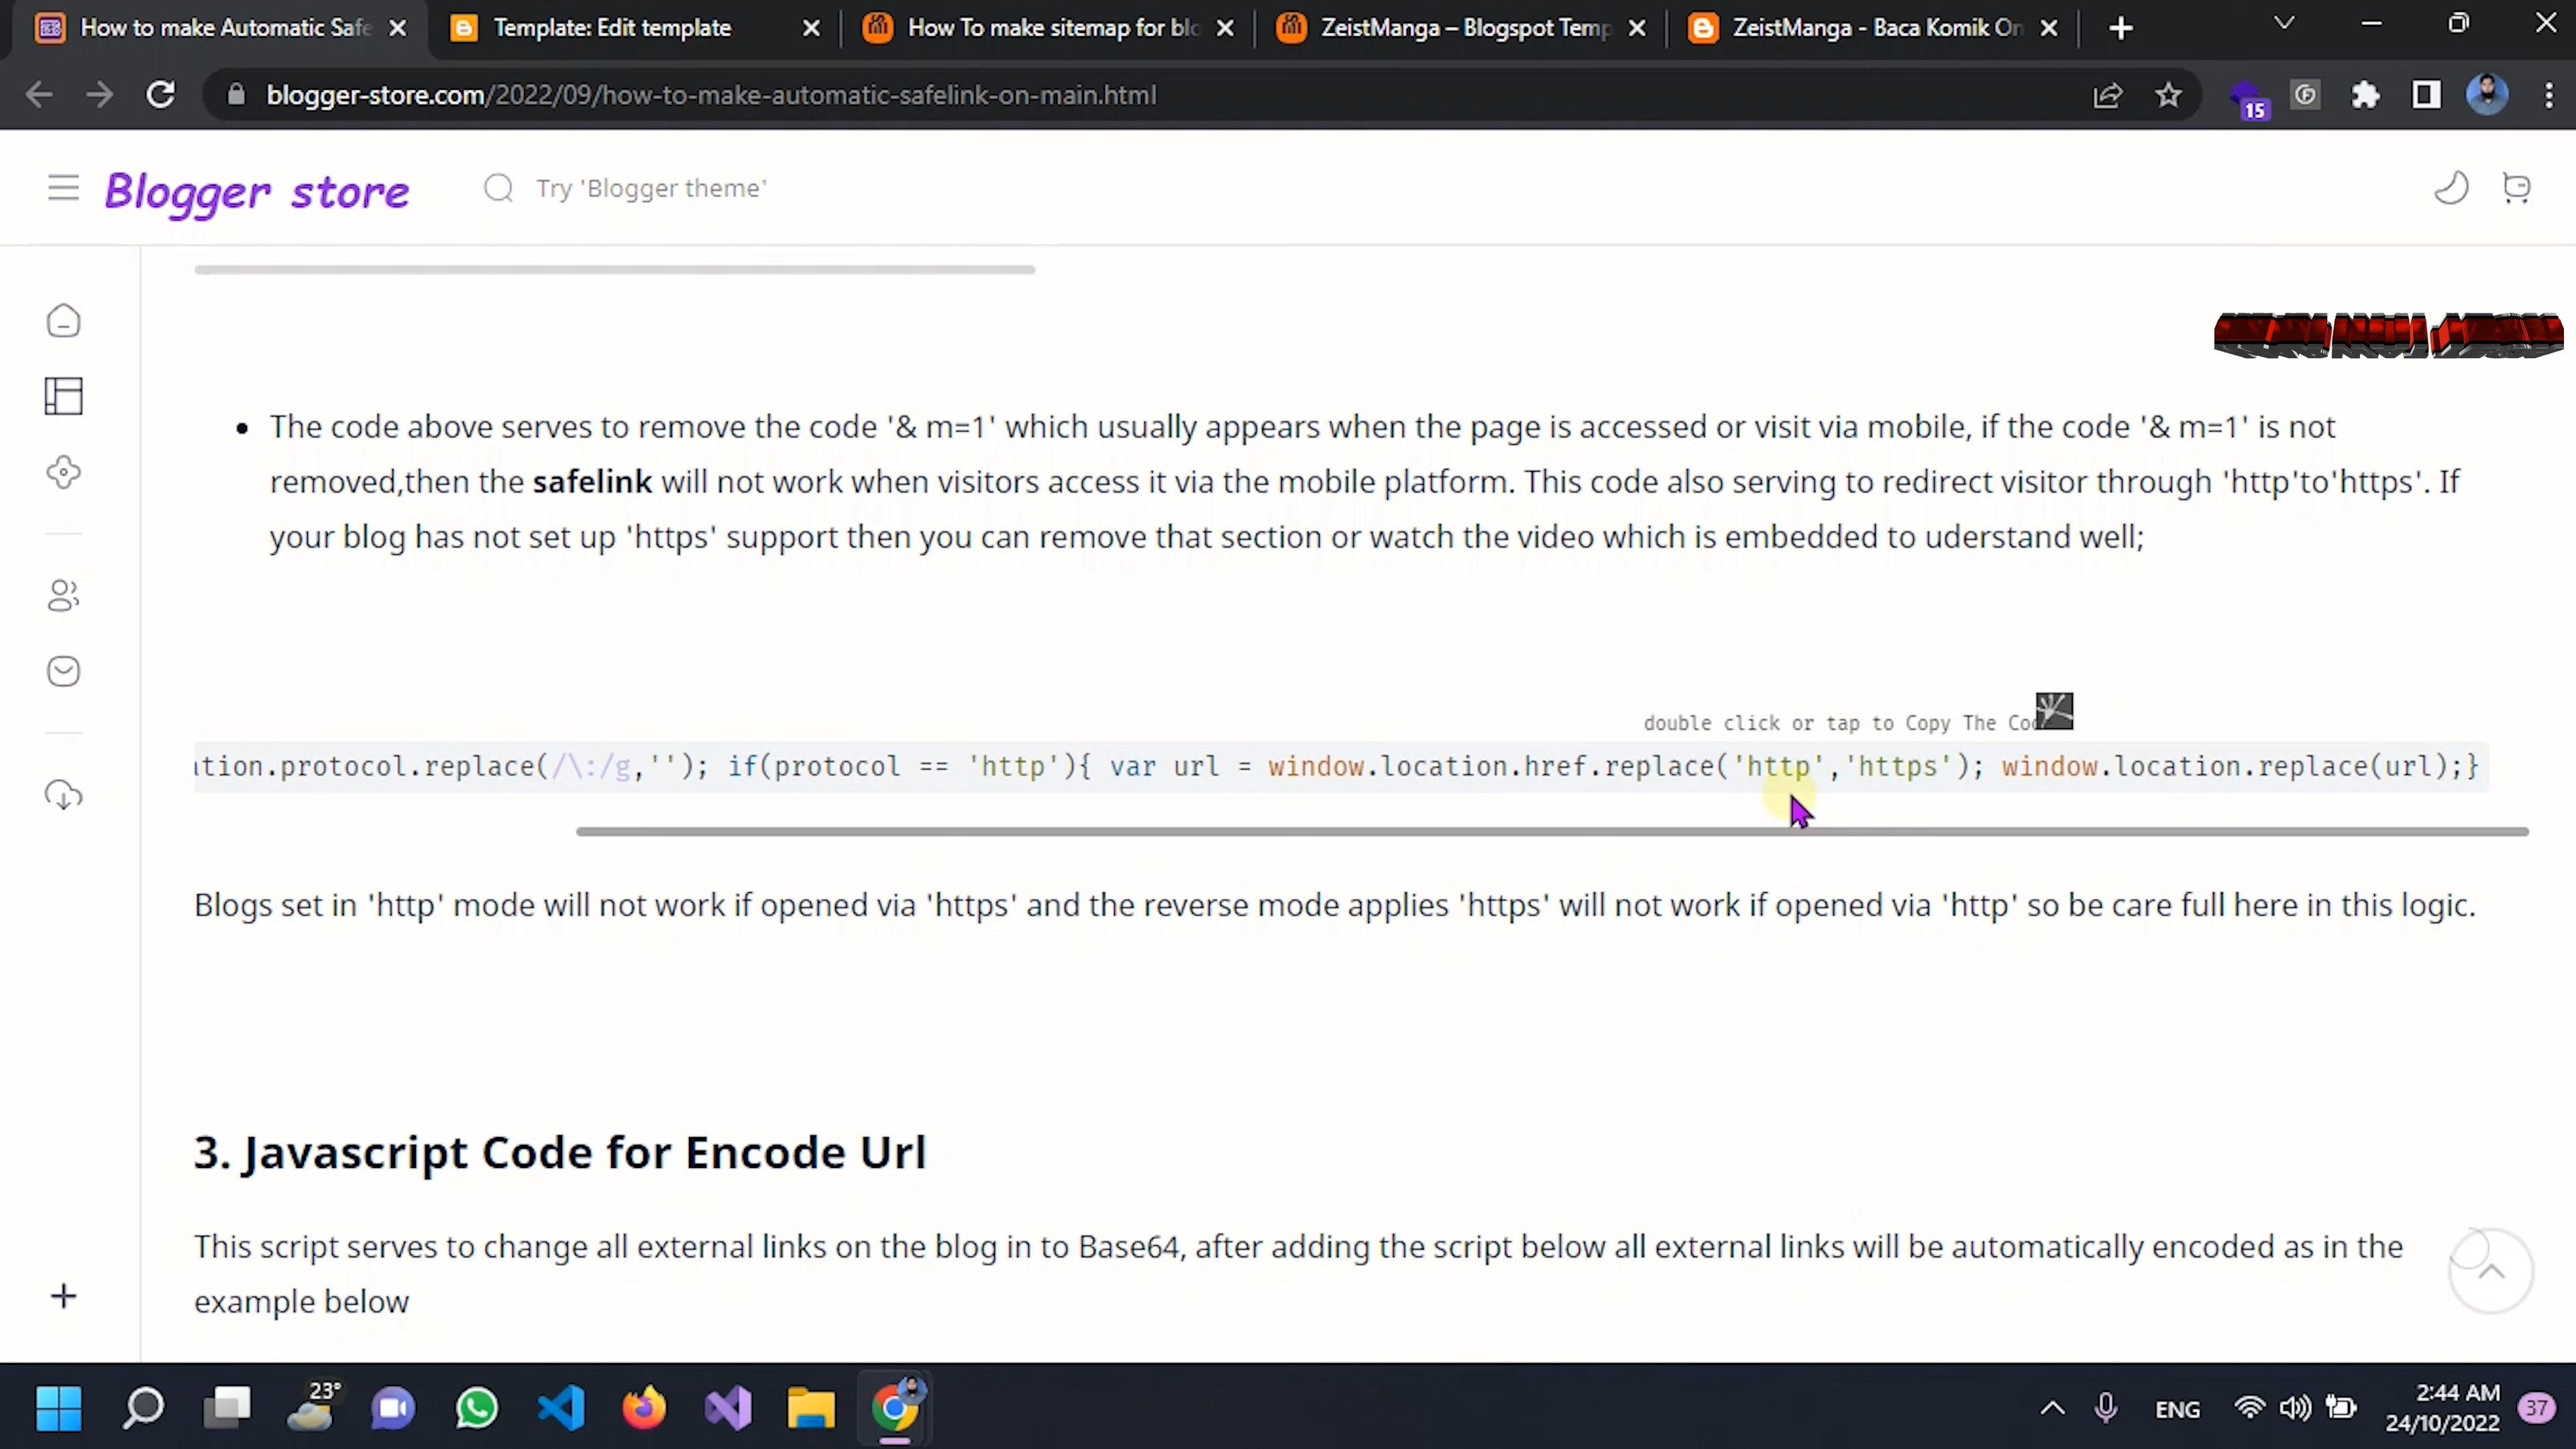 How to make Automatic Safe
Template: Edit template
How To make sitemap for blo
ZeistManga – Blogspot Temp
ZeistManga - Baca Komik On
blogger-store.com/2022/09/how-to-make-automatic-safelink-on-main.html
15
Blogger store
Try 'Blogger theme'
The code above serves to remove the code '& m=1' which usually appears when the page is accessed or visit via mobile, if the code '& m=1' is not
removed,then the safelink will not work when visitors access it via the mobile platform. This code also serving to redirect visitor through 'http'to'https'. If
your blog has not set up 'https' support then you can remove that section or watch the video which is embedded to uderstand well;
double click or tap to Copy The Co
ation.protocol.replace(/\:/g,''); if(protocol == 'http'){ var url = window.location.href.replace('http','https'); window.location.replace(url);}
Blogs set in 'http' mode will not work if opened via 'https' and the reverse mode applies 'https' will not work if opened via 'http' so be care full here in this logic.
3. Javascript Code for Encode Url
This script serves to change all external links on the blog in to Base64, after adding the script below all external links will be automatically encoded as in the
example below
23°
ENG
2:44 AM
24/10/2022
37